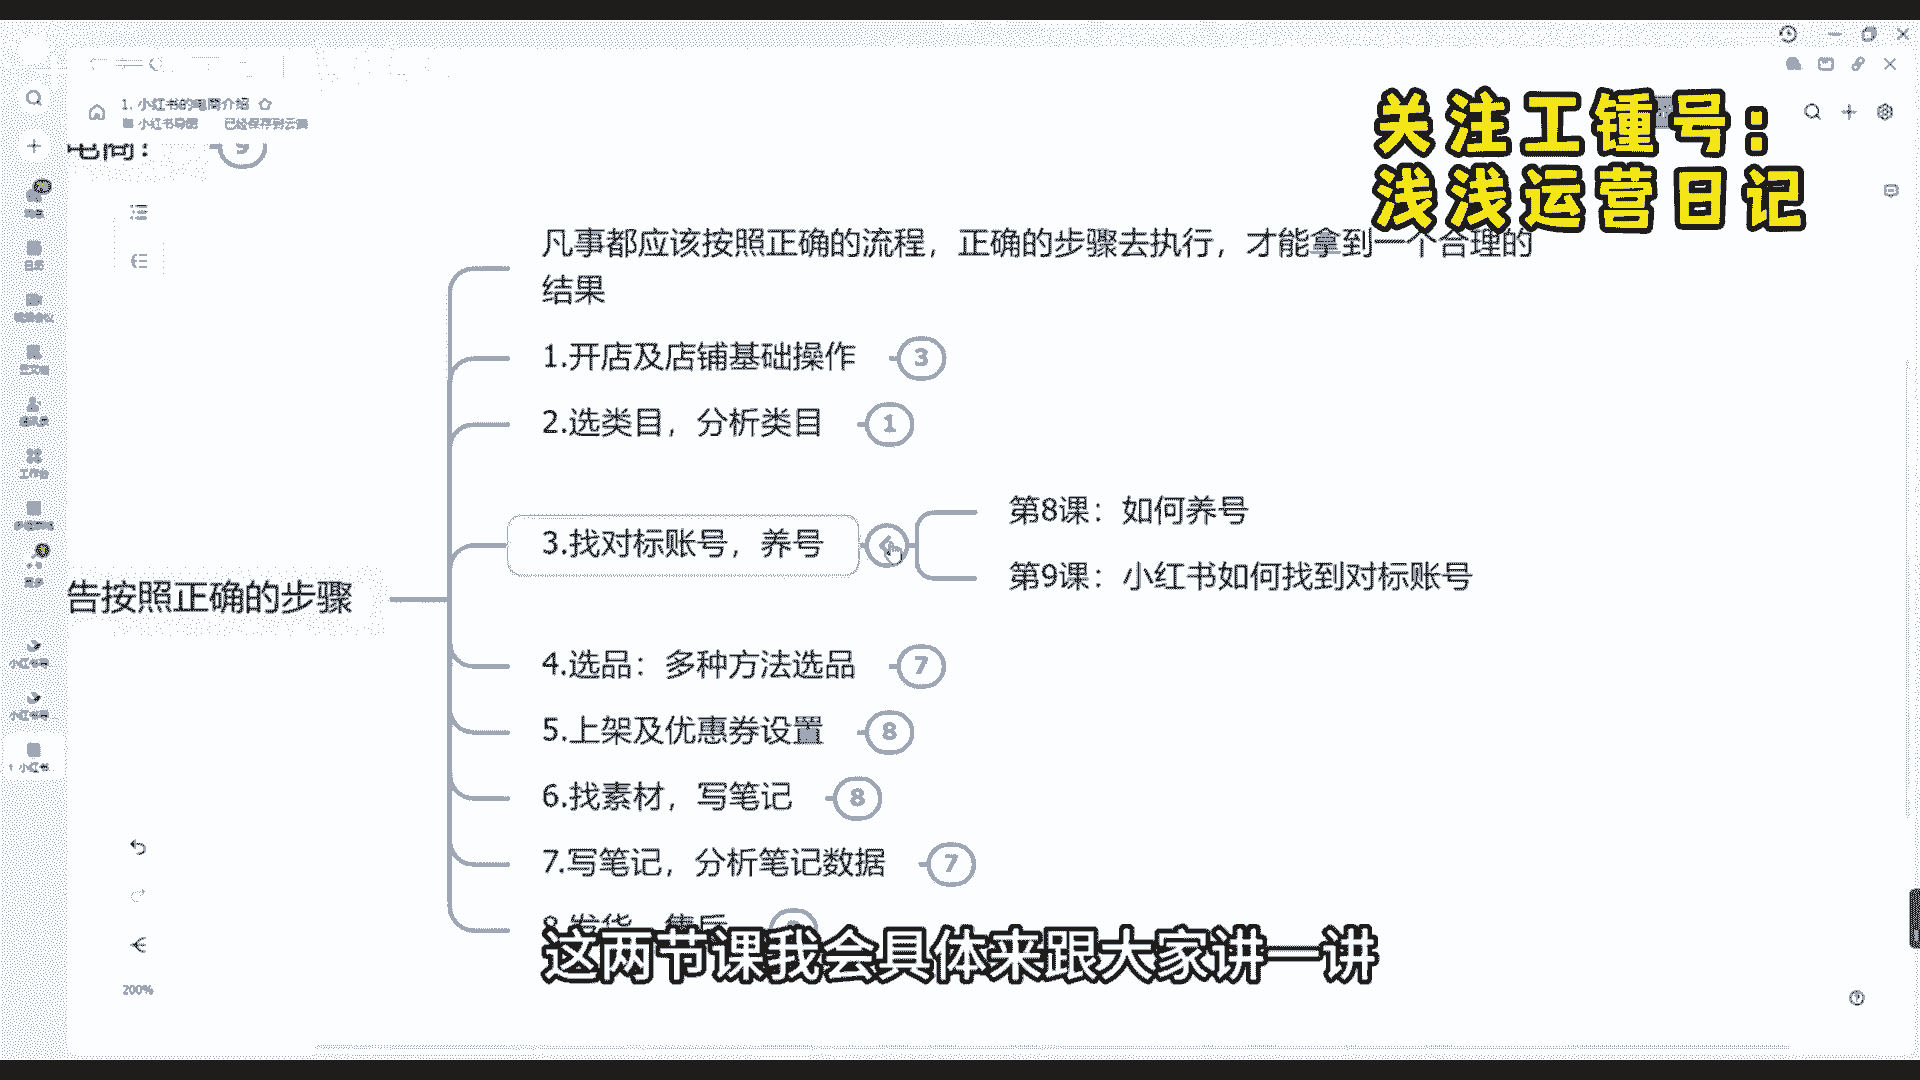 1. 小红书的电商介绍
小红书导图 已经保存到云端
关注工锺号：
浅浅运营日记
电商？ 9
凡事都应该按照正确的流程，正确的步骤去执行，才能拿到一个合理的
结果
1.开店及店铺基础操作 3
2.选类目，分析类目 1
3.找对标账号，养号
第8课：如何养号
第9课：小红书如何找到对标账号
告按照正确的步骤
4.选品：多种方法选品 7
5.上架及优惠券设置 8
6.找素材，写笔记 8
7.写笔记，分析笔记数据 7
8.发货，售后
这两节课我会具体来跟大家讲一讲
200%